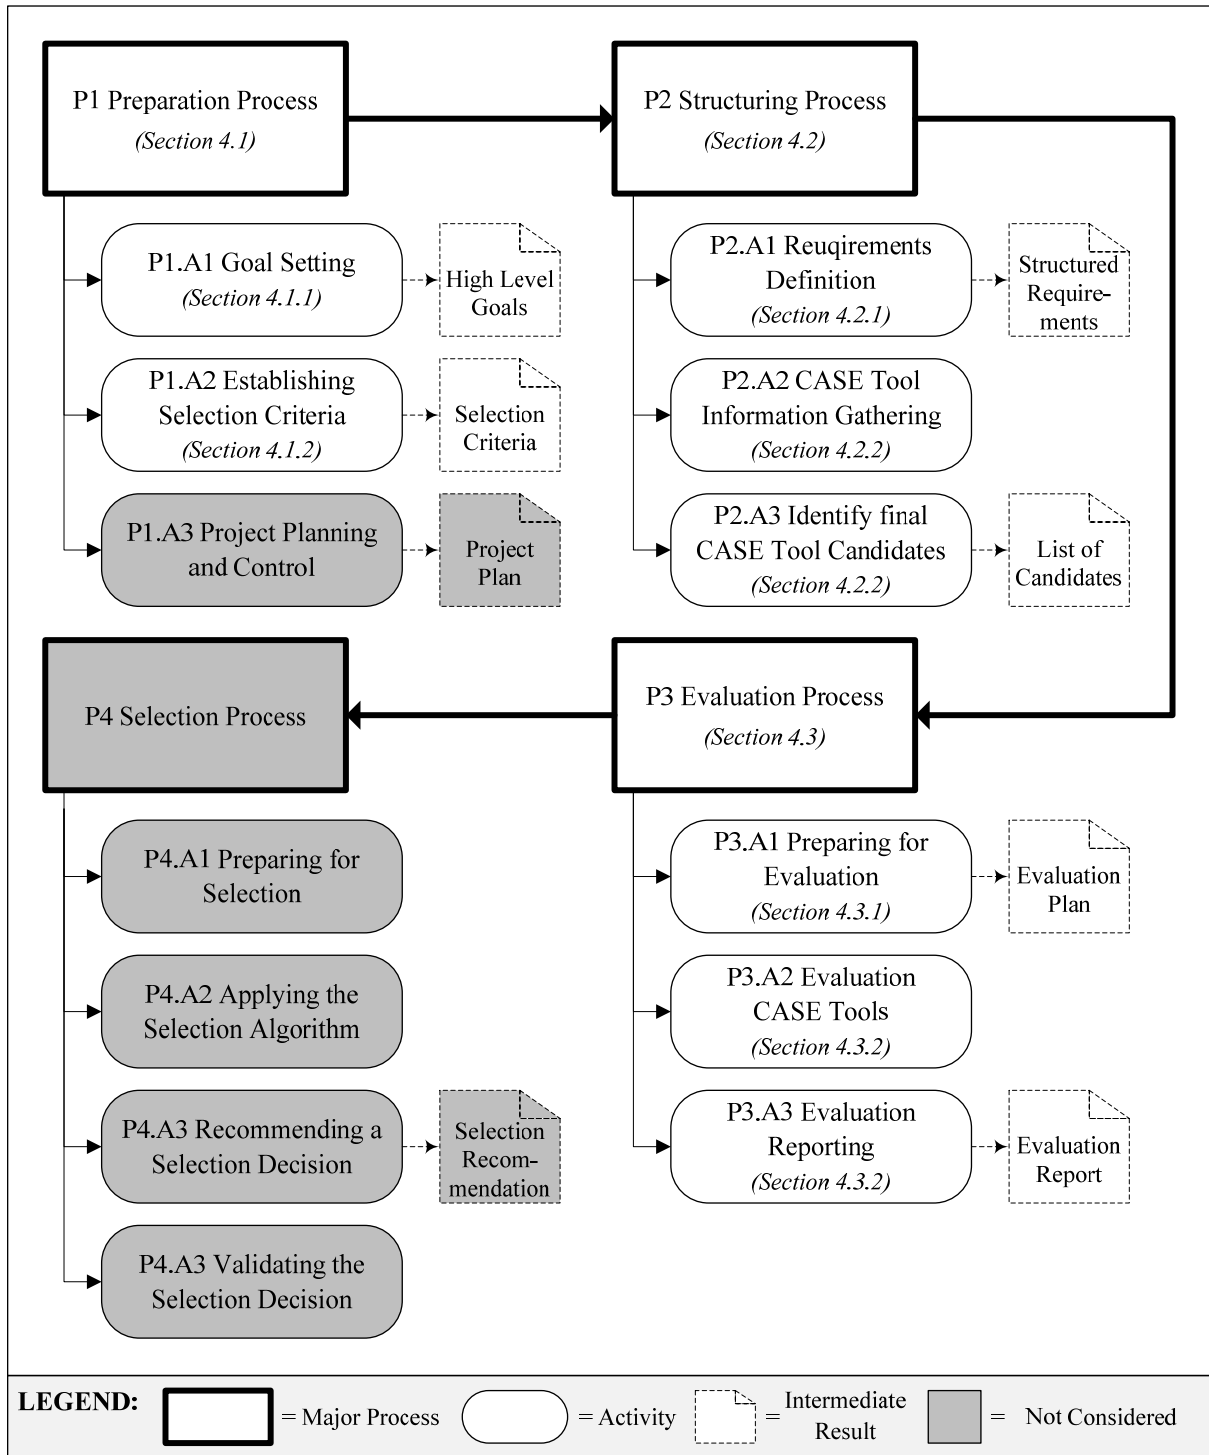 P1 Preparation Process
(Section 4.1)
P2 Structuring Process
(Section 4.2)
P1.A1 Goal Setting
(Section 4.1.1)
High Level
Goals
P1.A2 Establishing
Selection Criteria
(Section 4.1.2)
Selection
Criteria
P1.A3 Project Planning
and Control
Project
Plan
P2.A1 Reuqirements
Definition
(Section 4.2.1)
Structured
Require-
ments
P2.A2 CASE Tool
Information Gathering
(Section 4.2.2)
P2.A3 Identify final
CASE Tool Candidates
(Section 4.2.2)
List of
Candidates
P4 Selection Process
P3 Evaluation Process
(Section 4.3)
P4.A1 Preparing for
Selection
P4.A2 Applying the
Selection Algorithm
P4.A3 Recommending a
Selection Decision
Selection
Recom-
mendation
P4.A3 Validating the
Selection Decision
P3.A1 Preparing for
Evaluation
(Section 4.3.1)
Evaluation
Plan
P3.A2 Evaluation
CASE Tools
(Section 4.3.2)
P3.A3 Evaluation
Reporting
(Section 4.3.2)
Evaluation
Report
LEGEND:
= Major Process
= Activity
= Intermediate
Result
= Not Considered